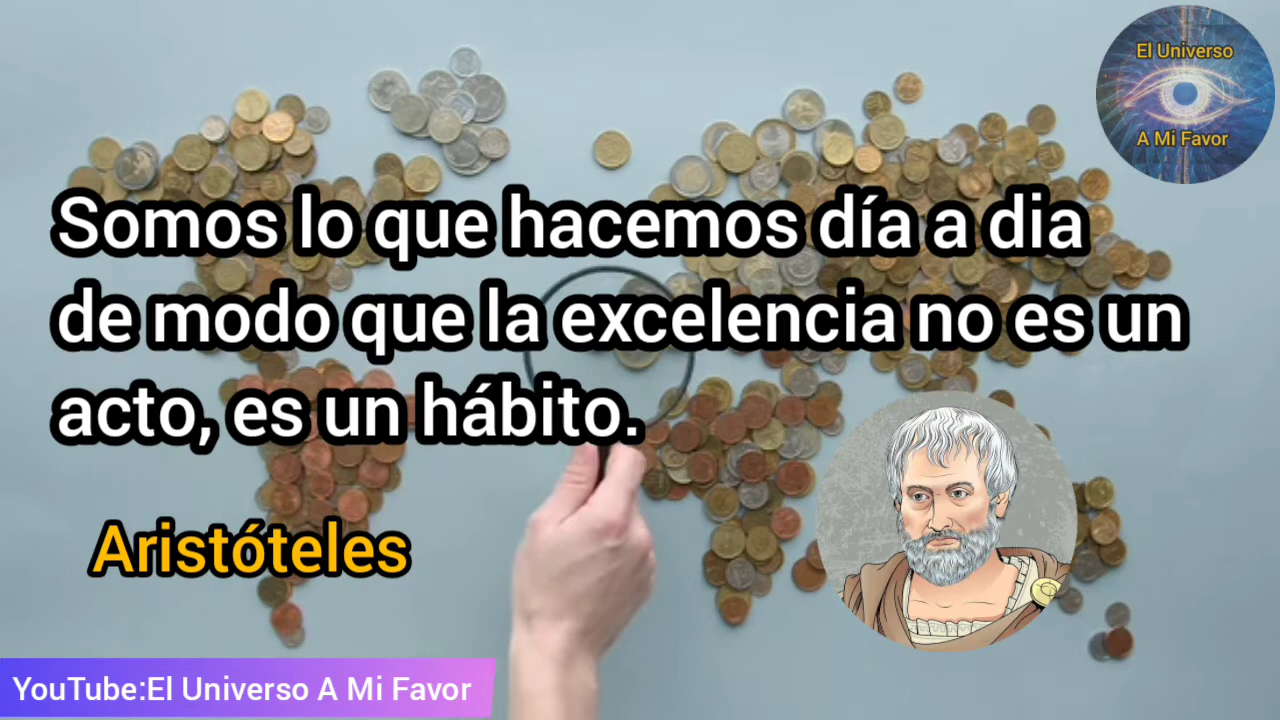 El Universo
A Mi Favor
Somos lo que hacemos día a dia
de modo que la excelencia no es un
acto, es un hábito.
Aristóteles
YouTube:El Universo A Mi Favor